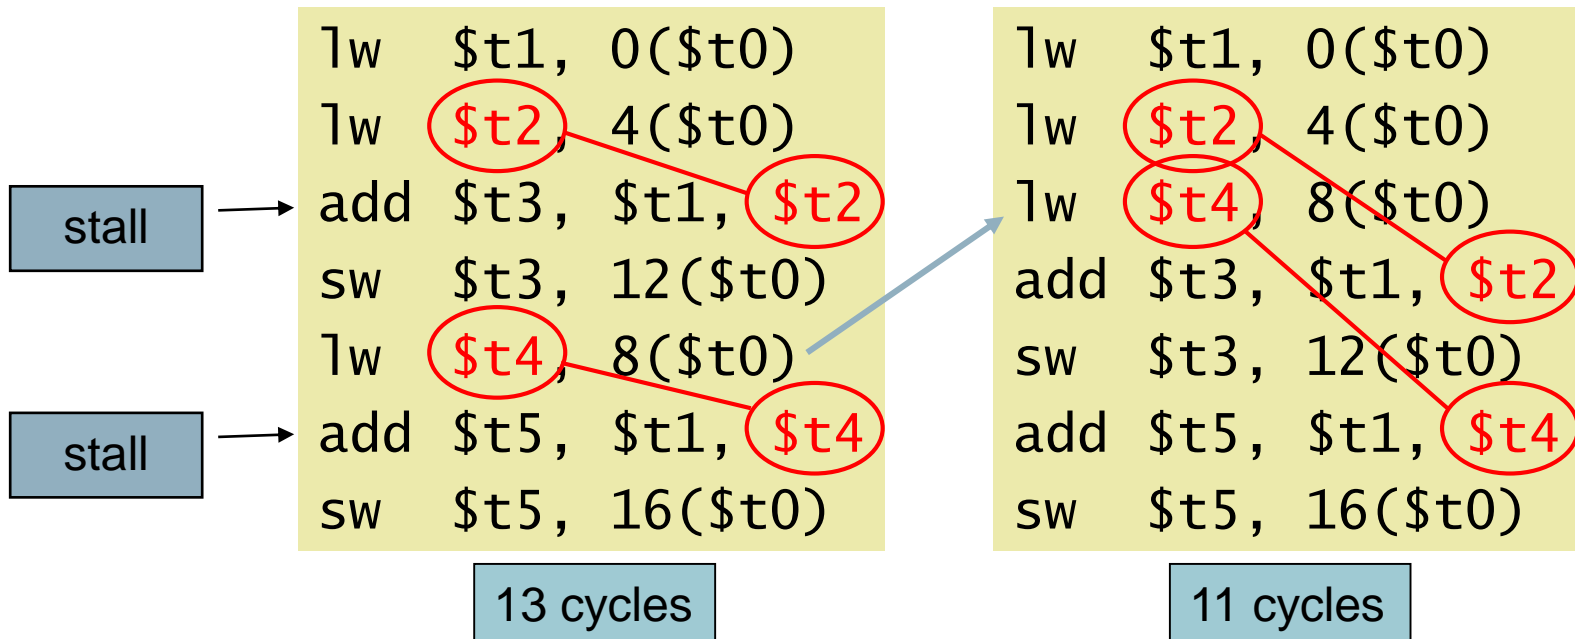 lw $t1, 0($t0)
lw $t2, 4($t0)
stall
add $t3, $t1, $t2
sw $t3, 12($t0)
lw $t4, 8($t0)
stall
add $t5, $t1, $t4
sw $t5, 16($t0)
13 cycles
lw $t1, 0($t0)
lw $t2, 4($t0)
lw $t4, 8($t0)
add $t3, $t1, $t2
sw $t3, 12($t0)
add $t5, $t1, $t4
sw $t5, 16($t0)
11 cycles